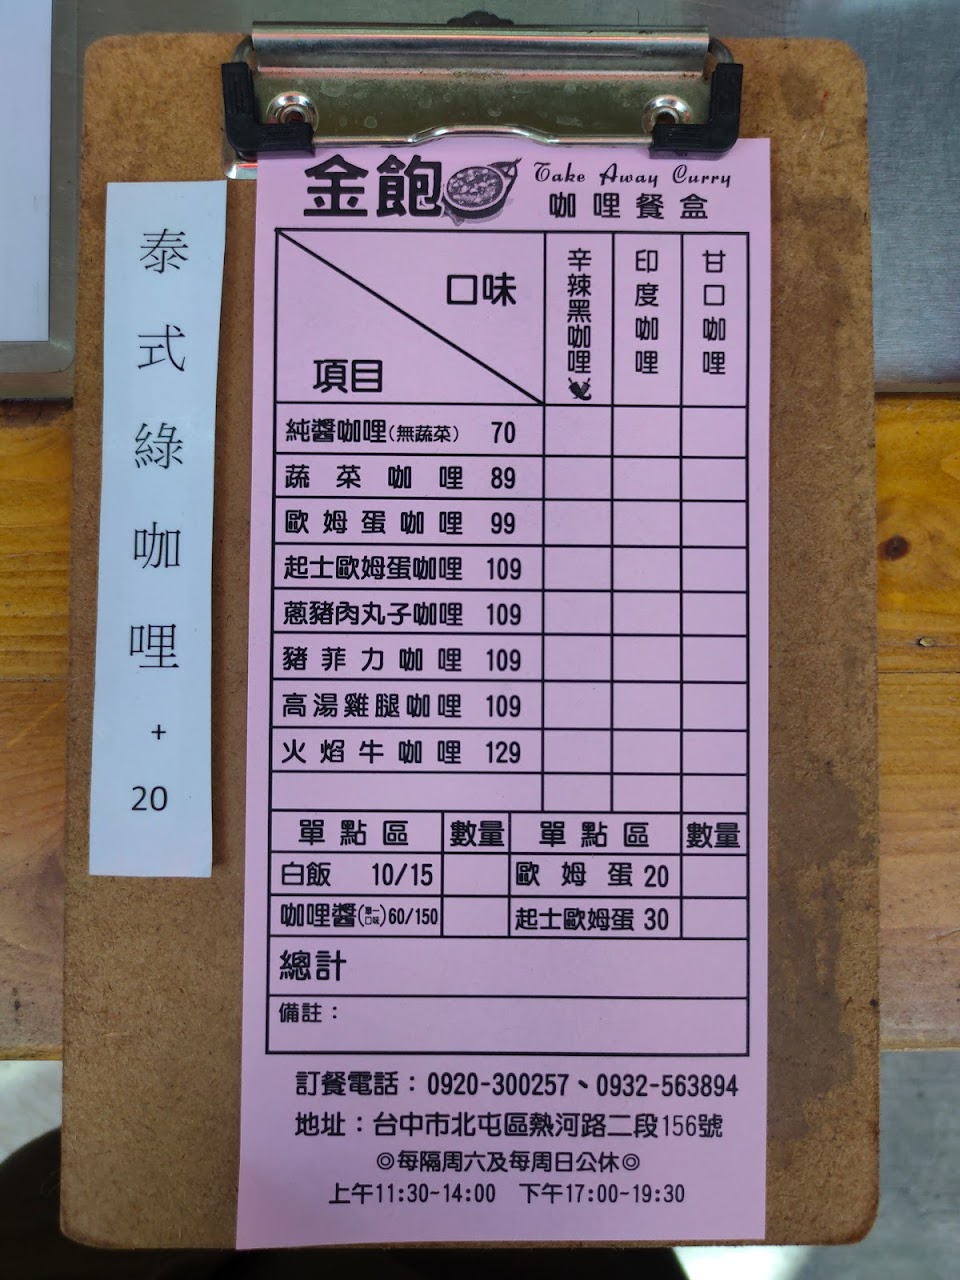 泰式綠咖哩+20
金飽
Take Away Curry
咖哩餐盒
口味
項目
辛辣黑咖哩
印度咖哩
甘口咖哩
純醬咖哩(無蔬菜) 70
蔬菜咖哩 89
歐姆蛋咖哩 99
起士歐姆蛋咖哩 109
蔥豬肉丸子咖哩 109
豬菲力咖哩 109
高湯雞腿咖哩 109
火焰牛咖哩 129
單點區 數量 單點區 數量
白飯 10/15 歐姆蛋 20
咖哩醬(單一口味)60/150 起士歐姆蛋 30
總計
備註：
訂餐電話：0920-300257、0932-563894
地址：台中市北屯區熱河路二段156號
◎每隔周六及每周日公休◎
上午11:30~14:00 下午17:00~19:30